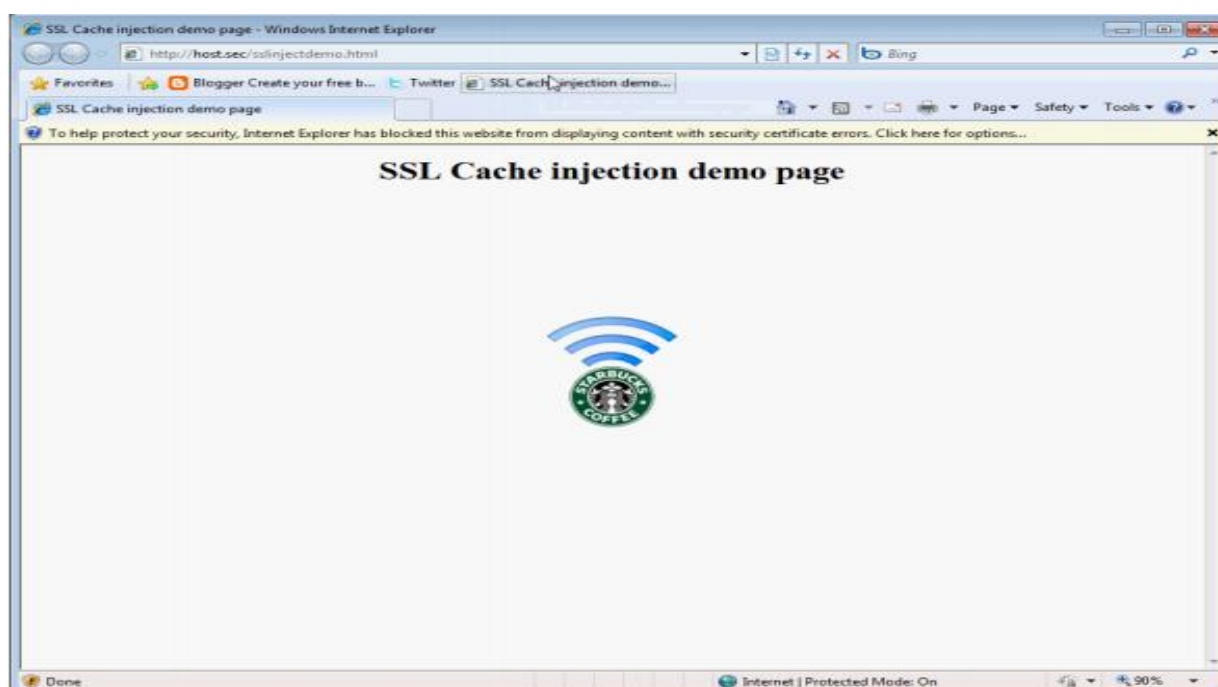 SSL Cache injection demo page - Windows Internet Explorer
http://host.sec/sslinjectdemo.html
Bing
Favorites
Blogger Create your free b...
Twitter
SSL Cach injection demo...
SSL Cache injection demo page
Page
Safety
Tools
To help protect your security, Internet Explorer has blocked this website from displaying content with security certificate errors. Click here for options...
SSL Cache injection demo page
STARBUCKS
COFFEE
Done
Internet | Protected Mode: On
90%